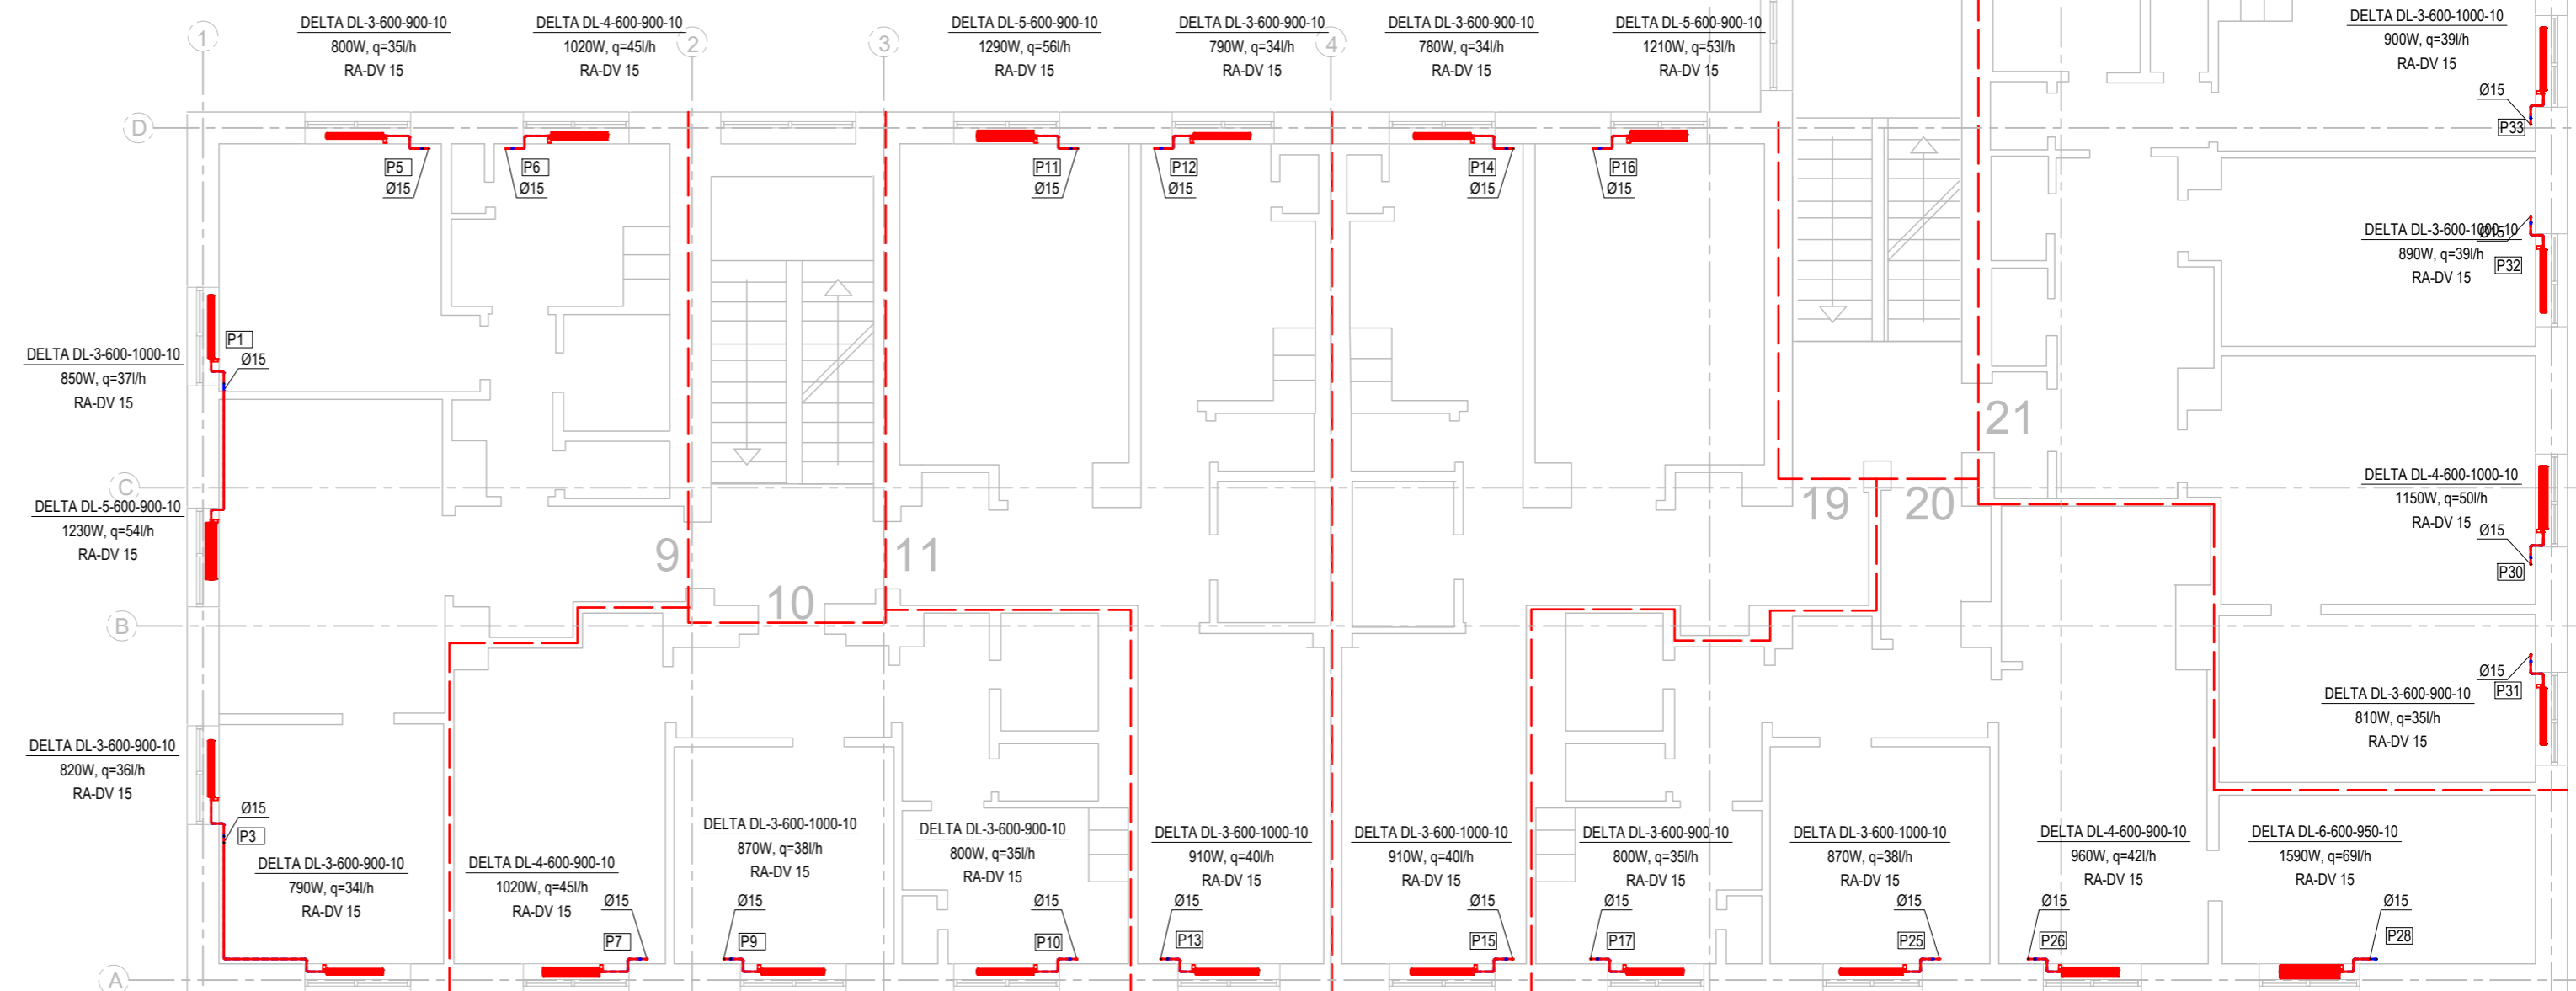 DELTA DL-3-600-900-10
800W, q=35l/h
RA-DV 15
DELTA DL-4-600-900-10
1020W, q=45l/h
RA-DV 15
DELTA DL-5-600-900-10
1290W, q=56l/h
RA-DV 15
DELTA DL-3-600-900-10
790W, q=34l/h
RA-DV 15
DELTA DL-3-600-900-10
780W, q=34l/h
RA-DV 15
DELTA DL-5-600-900-10
1210W, q=53l/h
RA-DV 15
DELTA DL-3-600-1000-10
900W, q=39l/h
RA-DV 15
1
2
3
4
D
Ø15
P33
P5
Ø15
P6
Ø15
P11
Ø15
P12
Ø15
P14
Ø15
P16
Ø15
DELTA DL-3-600-1000-10
890W, q=39l/h
RA-DV 15
Ø15
P32
P1
Ø15
DELTA DL-3-600-1000-10
850W, q=37l/h
RA-DV 15
21
C
DELTA DL-5-600-900-10
1230W, q=54l/h
RA-DV 15
19
20
DELTA DL-4-600-1000-10
1150W, q=50l/h
RA-DV 15
Ø15
P30
9
11
10
B
Ø15
P31
DELTA DL-3-600-900-10
810W, q=35l/h
RA-DV 15
DELTA DL-3-600-900-10
820W, q=36l/h
RA-DV 15
Ø15
P3
DELTA DL-3-600-900-10
790W, q=34l/h
RA-DV 15
DELTA DL-4-600-900-10
1020W, q=45l/h
RA-DV 15
Ø15
P7
DELTA DL-3-600-1000-10
870W, q=38l/h
RA-DV 15
Ø15
P9
DELTA DL-3-600-900-10
800W, q=35l/h
RA-DV 15
Ø15
P10
DELTA DL-3-600-1000-10
910W, q=40l/h
RA-DV 15
Ø15
P13
DELTA DL-3-600-1000-10
910W, q=40l/h
RA-DV 15
Ø15
P15
DELTA DL-3-600-900-10
800W, q=35l/h
RA-DV 15
Ø15
P17
DELTA DL-3-600-1000-10
870W, q=38l/h
RA-DV 15
Ø15
P25
DELTA DL-4-600-900-10
960W, q=42l/h
RA-DV 15
Ø15
P26
DELTA DL-6-600-950-10
1590W, q=69l/h
RA-DV 15
Ø15
P28
A